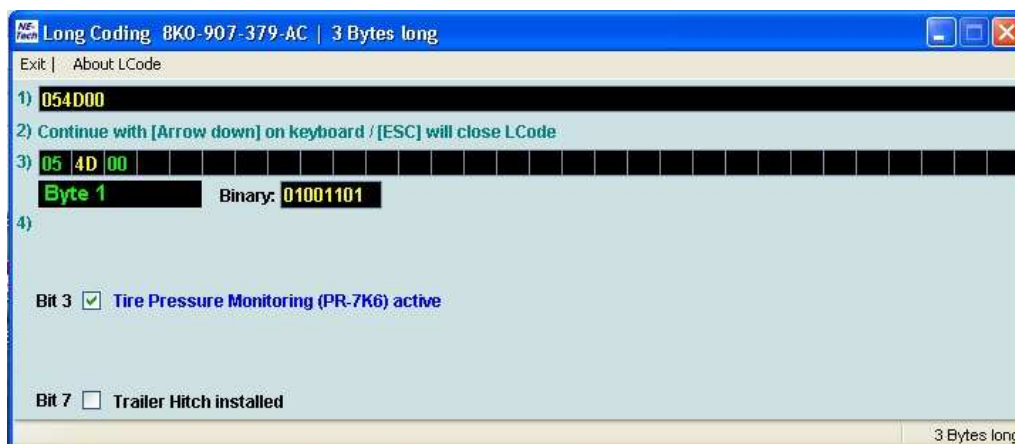 NE-Tech Long Coding 8K0-907-379-AC | 3 Bytes long
Exit | About LCode
1) 054D00
2) Continue with [Arrow down] on keyboard / [ESC] will close LCode
3) 05 4D 00
Byte 1 Binary: 01001101
4)
Bit 3 Tire Pressure Monitoring (PR-7K6) active
Bit 7 Trailer Hitch installed
3 Bytes long